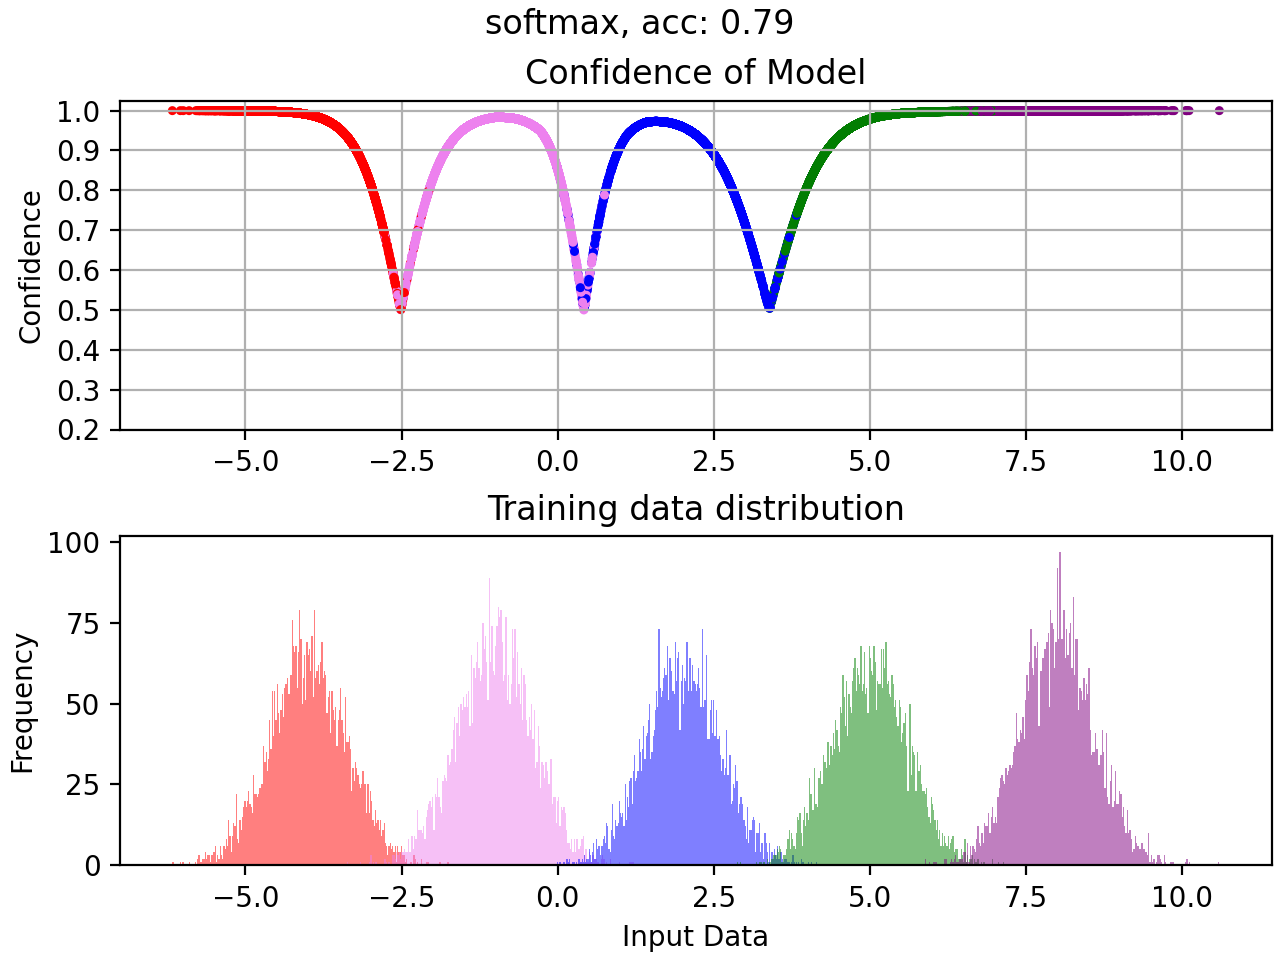 softmax, acc: 0.79
Confidence of Model
1.0
0.9
0.8
0.7
0.6
0.5
0.4
0.3
0.2
Confidence
−5.0 −2.5 0.0 2.5 5.0 7.5 10.0
Training data distribution
100
75
50
25
0
Frequency
−5.0 −2.5 0.0 2.5 5.0 7.5 10.0
Input Data